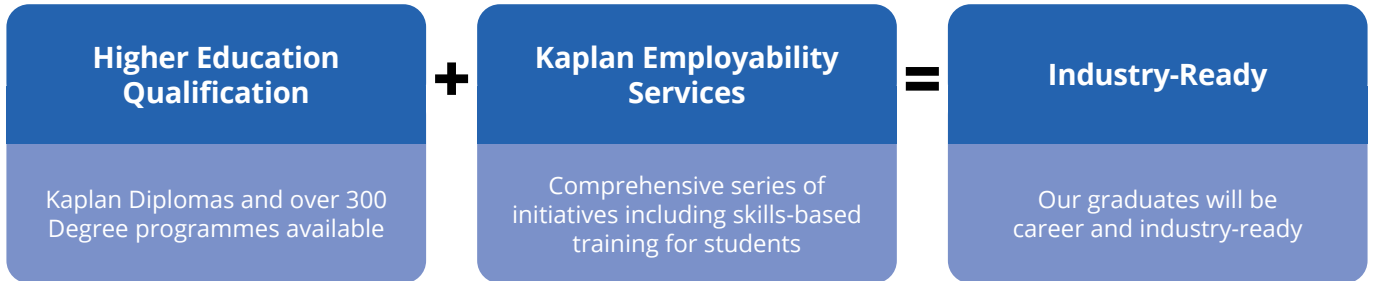 Higher Education
Qualification
Kaplan Diplomas and over 300
Degree programmes available
+
Kaplan Employability
Services
Comprehensive series of
initiatives including skills-based
training for students
=
Industry-Ready
Our graduates will be
career and industry-ready